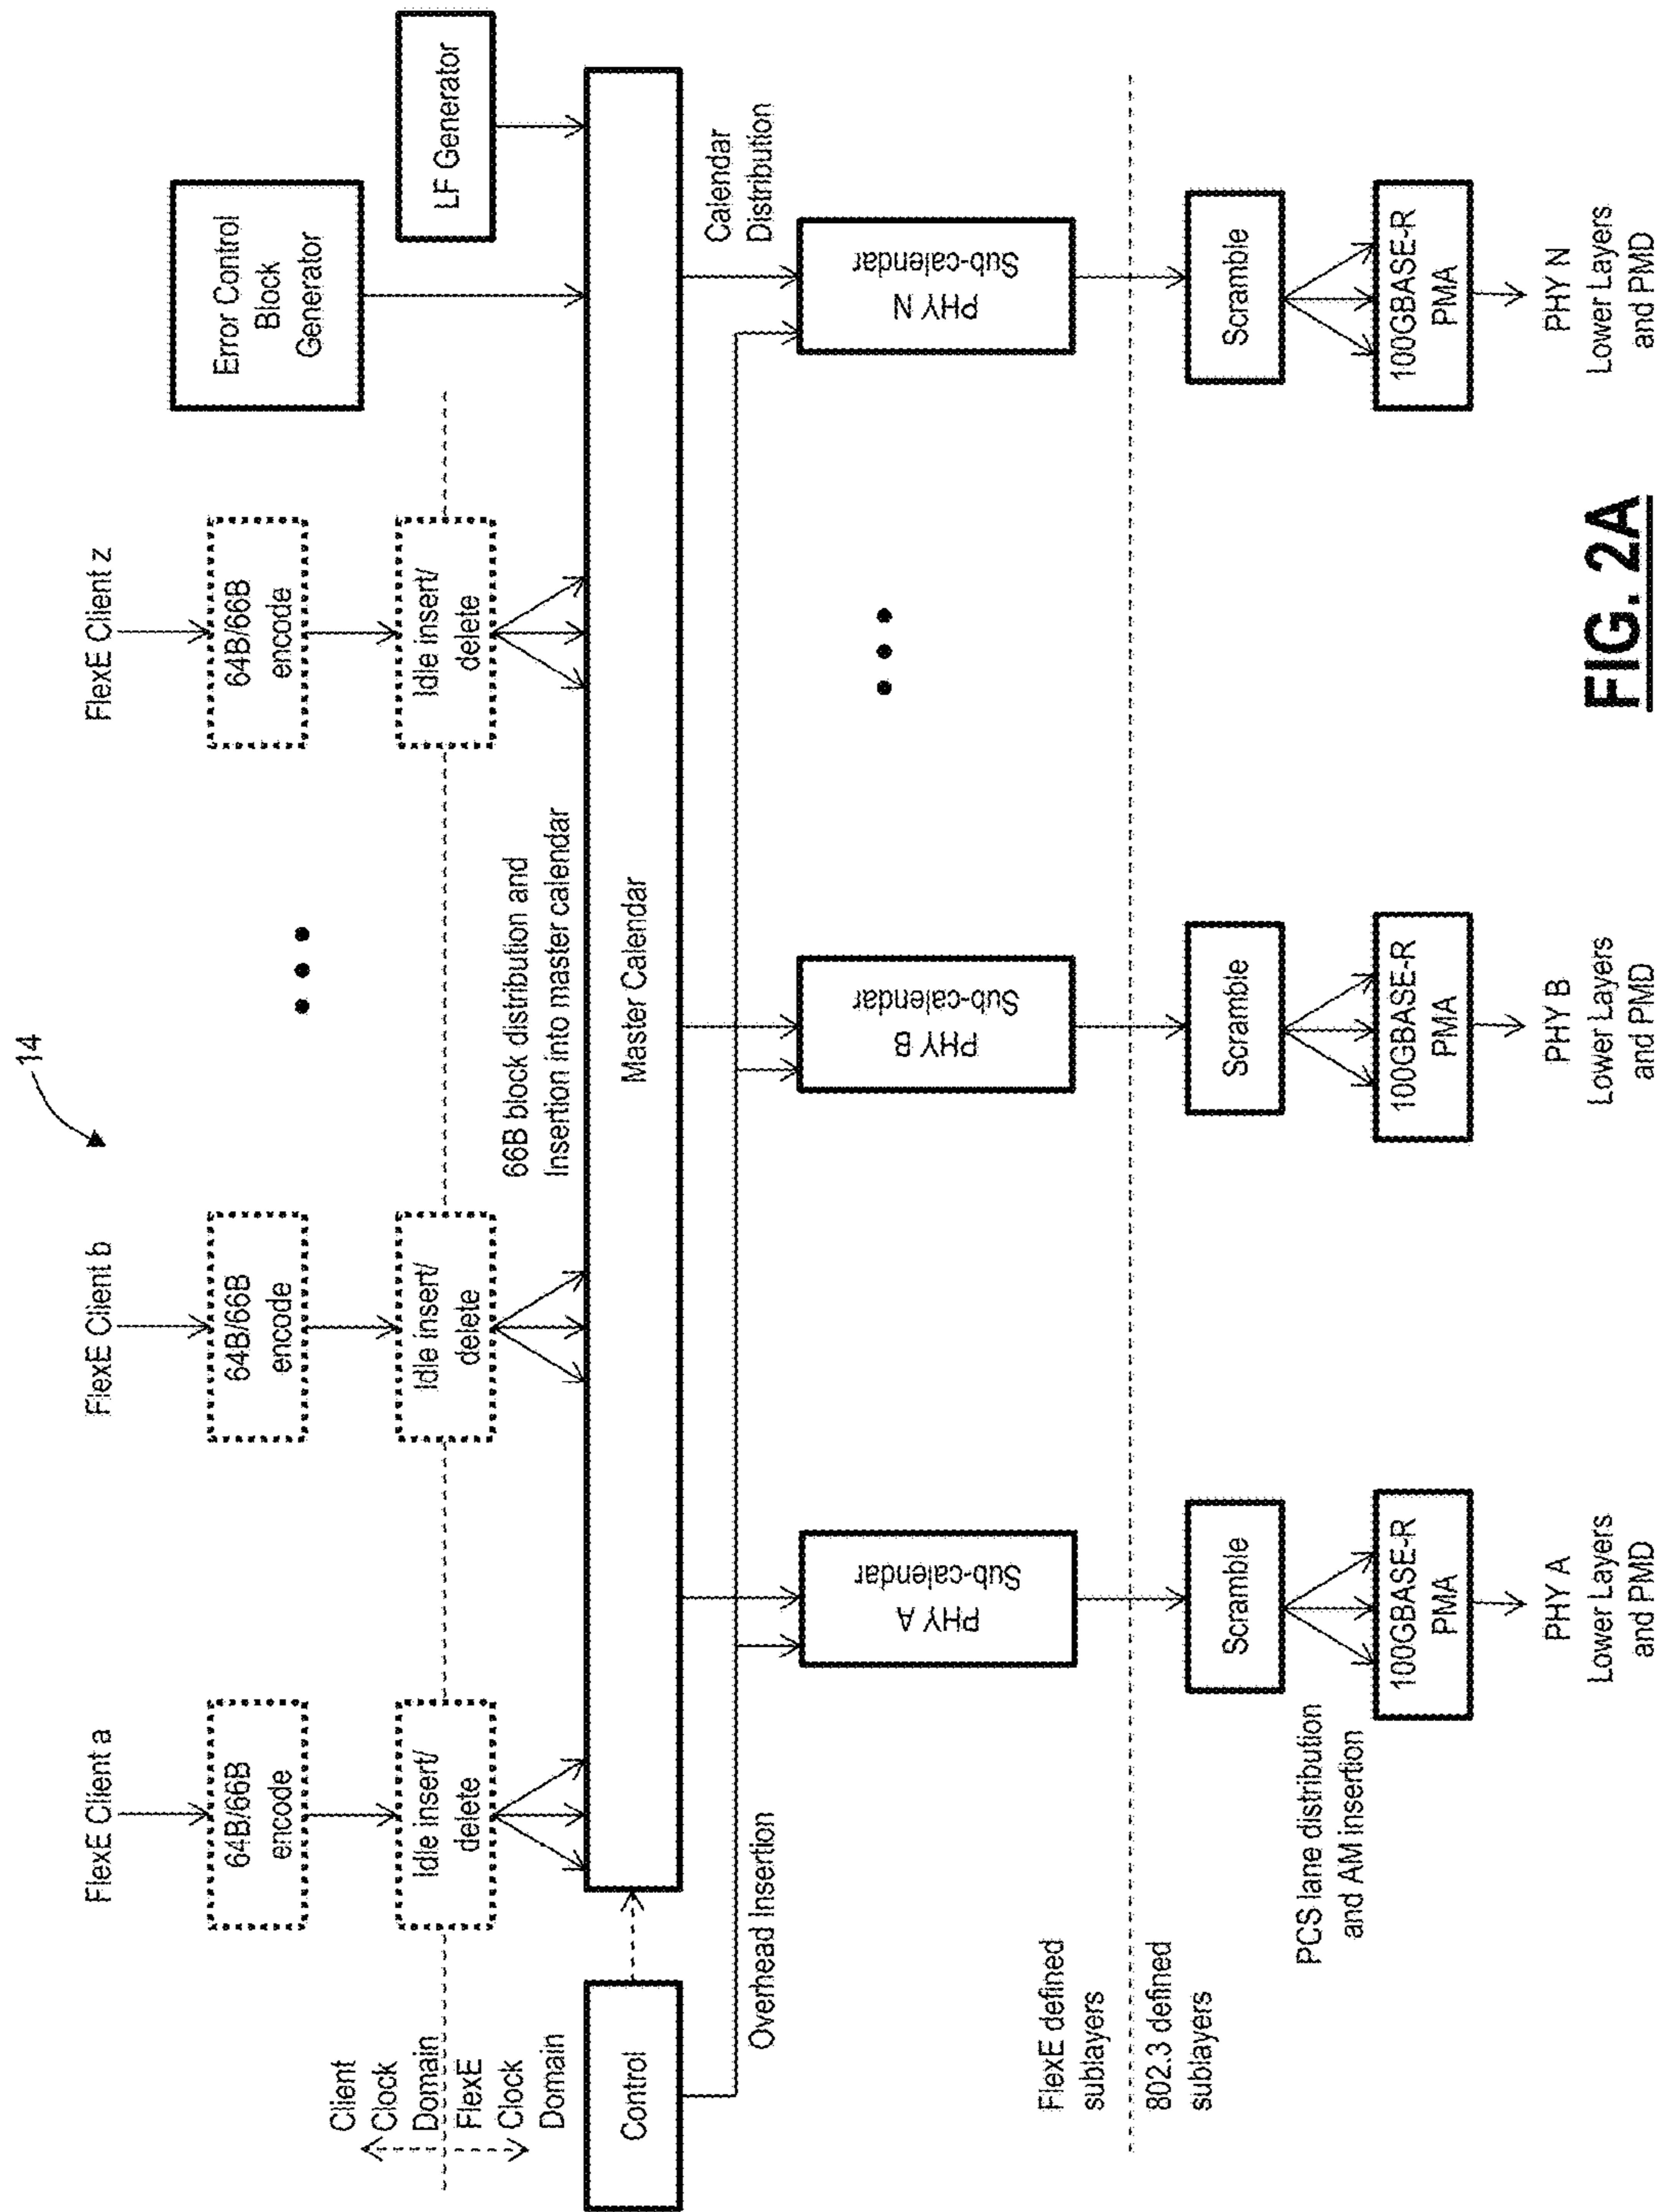 14
FlexE Client a
FlexE Client b
FlexE Client z
64B/66B
encode
64B/66B
encode
64B/66B
encode
Error Control
Block
Generator
Client
Clock
Domain
FlexE
Clock
Domain
Idle insert/
delete
Idle insert/
delete
Idle insert/
delete
LF Generator
66B block distribution and
Insertion into master calendar
Control
Master Calendar
Overhead Insertion
Calendar
Distribution
PHY A
Sub-calendar
PHY B
Sub-calendar
PHY N
Sub-calendar
FlexE defined
sublayers
802.3 defined
sublayers
Scramble
Scramble
Scramble
PCS lane distribution
and AM insertion
100GBASE-R
PMA
100GBASE-R
PMA
100GBASE-R
PMA
PHY A
Lower Layers
and PMD
PHY B
Lower Layers
and PMD
PHY N
Lower Layers
and PMD
FIG. 2A